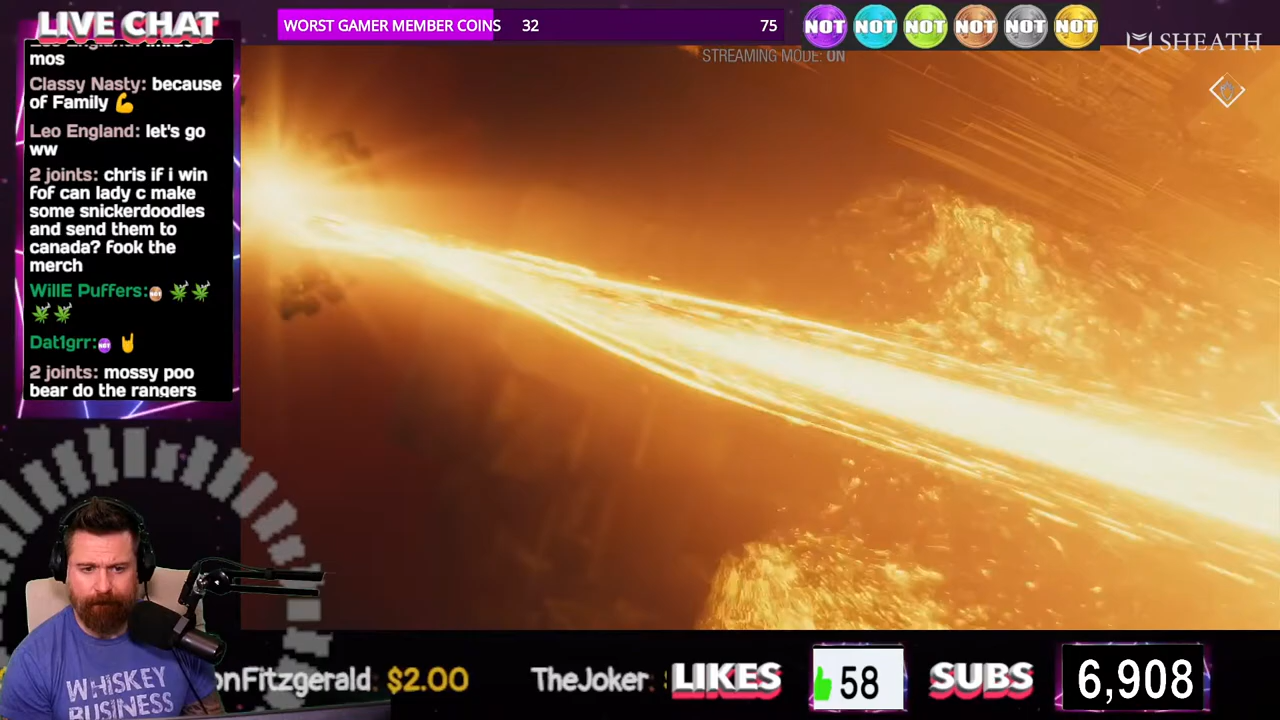 LIVE CHAT
mos
Classy Nasty: because
of Family 💪
Leo England: let's go
ww
2 joints: chris if i win
fof can lady c make
some snickerdoodles
and send them to
canada? fook the
merch
WillE Puffers:
Dat1grr: 🤘
2 joints: mossy poo
bear do the rangers
WORST GAMER MEMBER COINS 32 75
NOT NOT NOT NOT NOT NOT
SHEATH
STREAMING MODE: ON
WHISKEY
BUSINESS
onFitzgerald. $2.00 TheJoker.
LIKES 58 SUBS 6,908